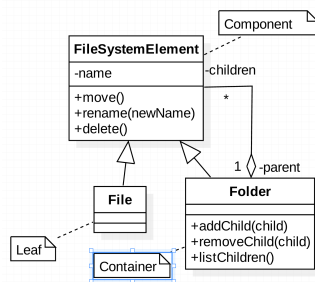 Component
FileSystemElement
-name
-children
*
+move()
+rename(newName)
+delete()
1
-parent
File
Folder
+addChild(child)
+removeChild(child)
+listChildren()
Leaf
Container